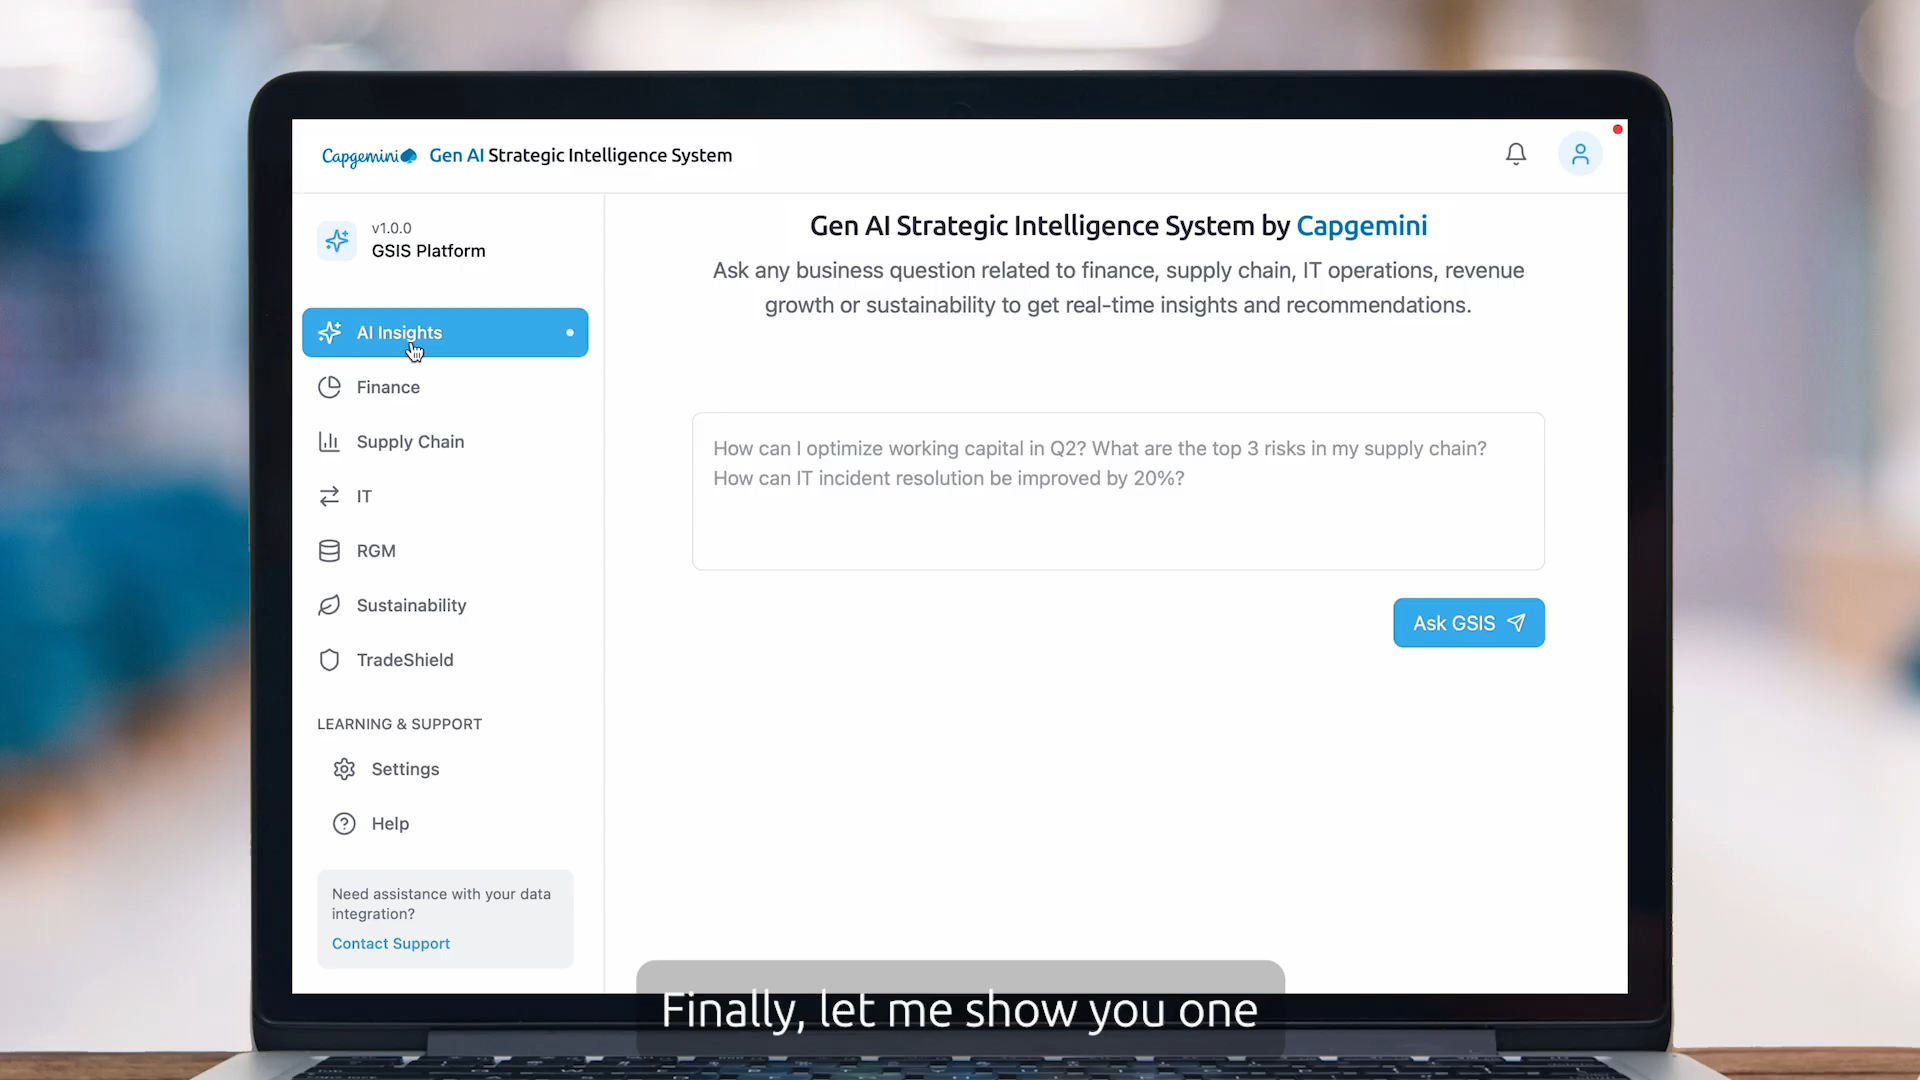 Capgemini Gen AI Strategic Intelligence System
v1.0.0
GSIS Platform
AI Insights
Finance
Supply Chain
IT
RGM
Sustainability
TradeShield
LEARNING & SUPPORT
Settings
Help
Need assistance with your data
integration?
Contact Support
Gen AI Strategic Intelligence System by Capgemini
Ask any business question related to finance, supply chain, IT operations, revenue
growth or sustainability to get real-time insights and recommendations.
How can I optimize working capital in Q2? What are the top 3 risks in my supply chain?
How can IT incident resolution be improved by 20%?
Ask GSIS
Finally, let me show you one